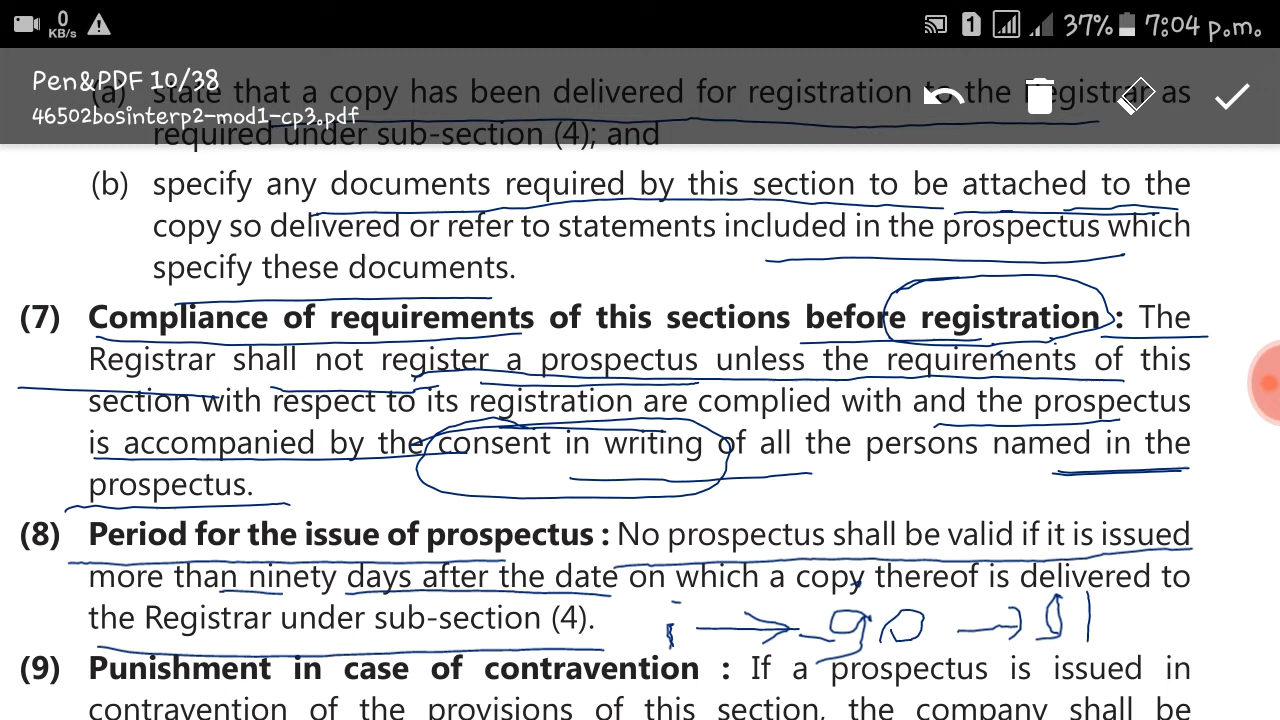 0 KB/s 1 37% 7:04 p.m.
Pen&PDF 10/38
46502bosinterp2-mod1-cp3.pdf
(a) state that a copy has been delivered for registration to the Registrar as
required under sub-section (4); and
(b) specify any documents required by this section to be attached to the
copy so delivered or refer to statements included in the prospectus which
specify these documents.
(7) Compliance of requirements of this sections before registration : The
Registrar shall not register a prospectus unless the requirements of this
section with respect to its registration are complied with and the prospectus
is accompanied by the consent in writing of all the persons named in the
prospectus.
(8) Period for the issue of prospectus : No prospectus shall be valid if it is issued
more than ninety days after the date on which a copy thereof is delivered to
the Registrar under sub-section (4).
i → 90 → 91
(9) Punishment in case of contravention : If a prospectus is issued in
contravention of the provisions of this section, the company shall be